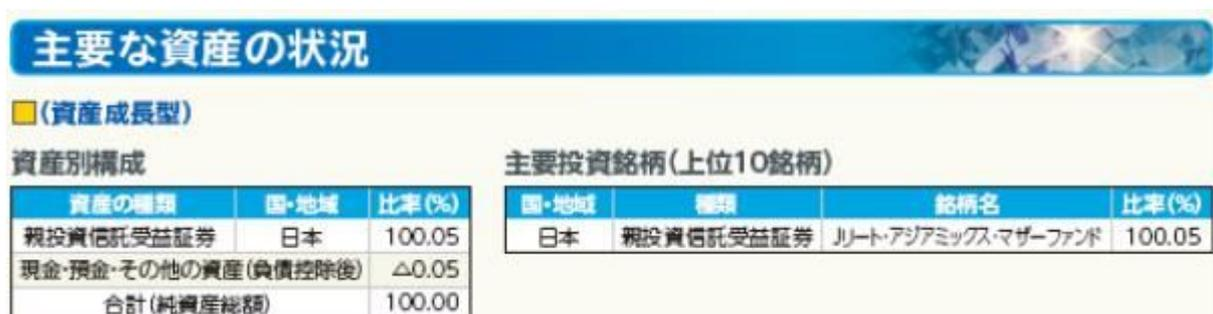 主要な資産の状況
(資産成長型)
資産別構成
資産の種類 国・地域 比率(%)
親投資信託受益証券 日本 100.05
現金・預金・その他の資産(負債控除後) △0.05
合計(純資産総額) 100.00
主要投資銘柄(上位10銘柄)
国・地域 種類 銘柄名 比率(%)
日本 親投資信託受益証券 Jリート・アジアミックス・マザーファンド 100.05